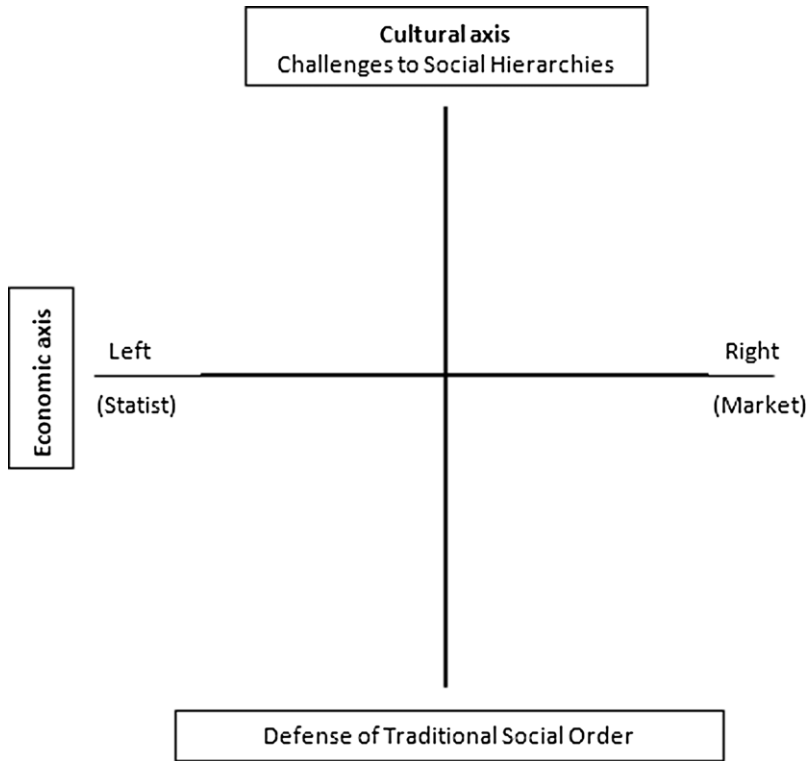 Cultural axis
Challenges to Social Hierarchies
Economic axis
Left
Right
(Statist)
(Market)
Defense of Traditional Social Order